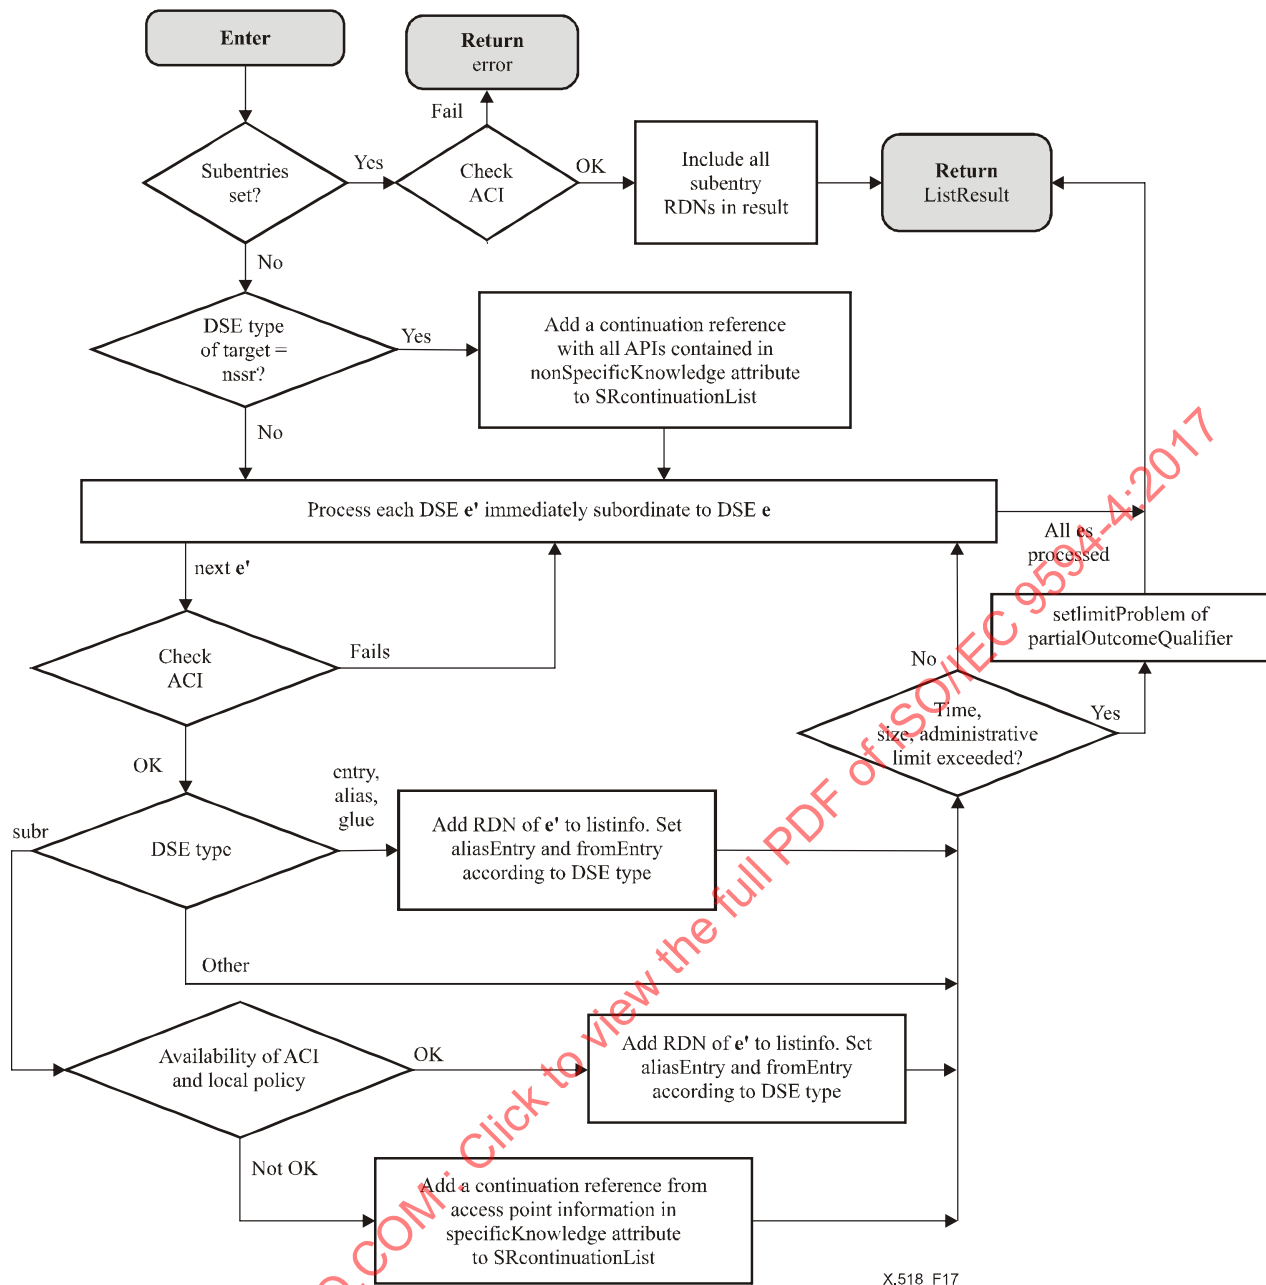 Enter
Return
error
Fail
Subentries
set?
Yes
Check
ACI
OK
Include all
subentry
RDNs in result
Return
ListResult
No
DSE type
of target =
nssr?
Yes
Add a continuation reference
with all APIs contained in
nonSpecificKnowledge attribute
to SRcontinuationList
No
Process each DSE e' immediately subordinate to DSE e
All es
processed
next e'
setlimitProblem of
partialOutcomeQualifier
Check
ACI
Fails
No
Time,
size, administrative
limit exceeded?
Yes
OK
entry,
alias,
glue
subr
DSE type
Add RDN of e' to listinfo. Set
aliasEntry and fromEntry
according to DSE type
Other
Availability of ACI
and local policy
OK
Add RDN of e' to listinfo. Set
aliasEntry and fromEntry
according to DSE type
Not OK
Add a continuation reference from
access point information in
specificKnowledge attribute
to SRcontinuationList
X.518_F17
O.COM : Click to view the full PDF of ISO/IEC 9594-4:2017